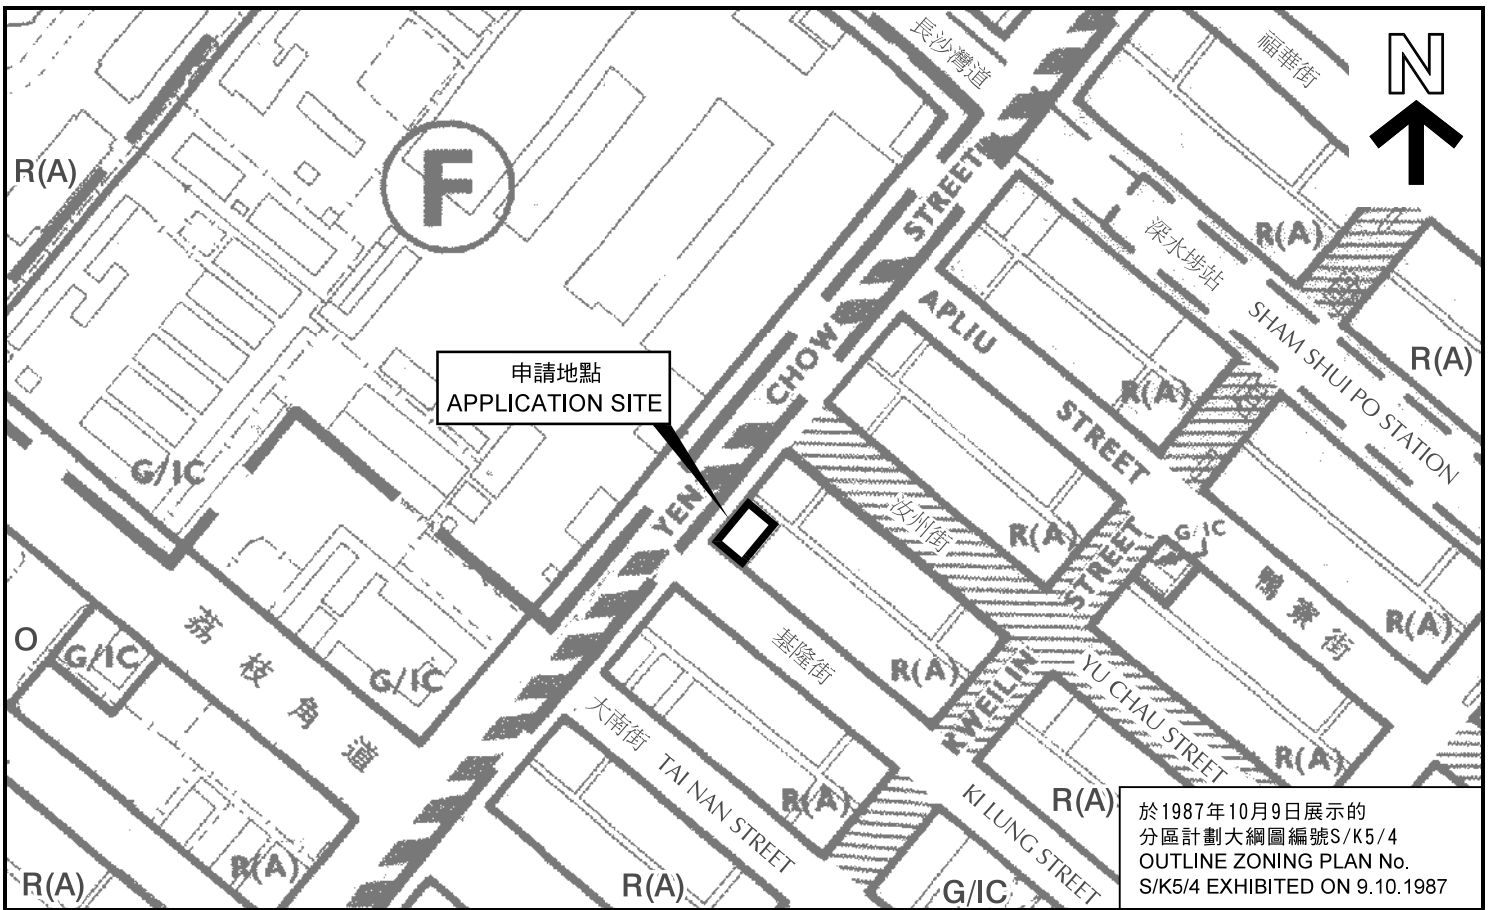 長沙灣道
福華街
N
R(A)
F
STREET
深水埗站
R(A)
SHAM SHUI PO STATION
R(A)
APLIU
STREET
R(A)
申請地點
APPLICATION SITE
CHOW
YEN
G/IC
汝州街
R(A)
STREET
G/IC
鴨寮街
R(A)
荔枝角道
O
G/IC
G/IC
基隆街
R(A)
KWEILIN
YU CHAU STREET
R(A)
大南街
TAI NAN STREET
R(A)
KI LUNG STREET
R(A)
R(A)
R(A)
R(A)
G/IC
於1987年10月9日展示的
分區計劃大綱圖編號S/K5/4
OUTLINE ZONING PLAN No.
S/K5/4 EXHIBITED ON 9.10.1987